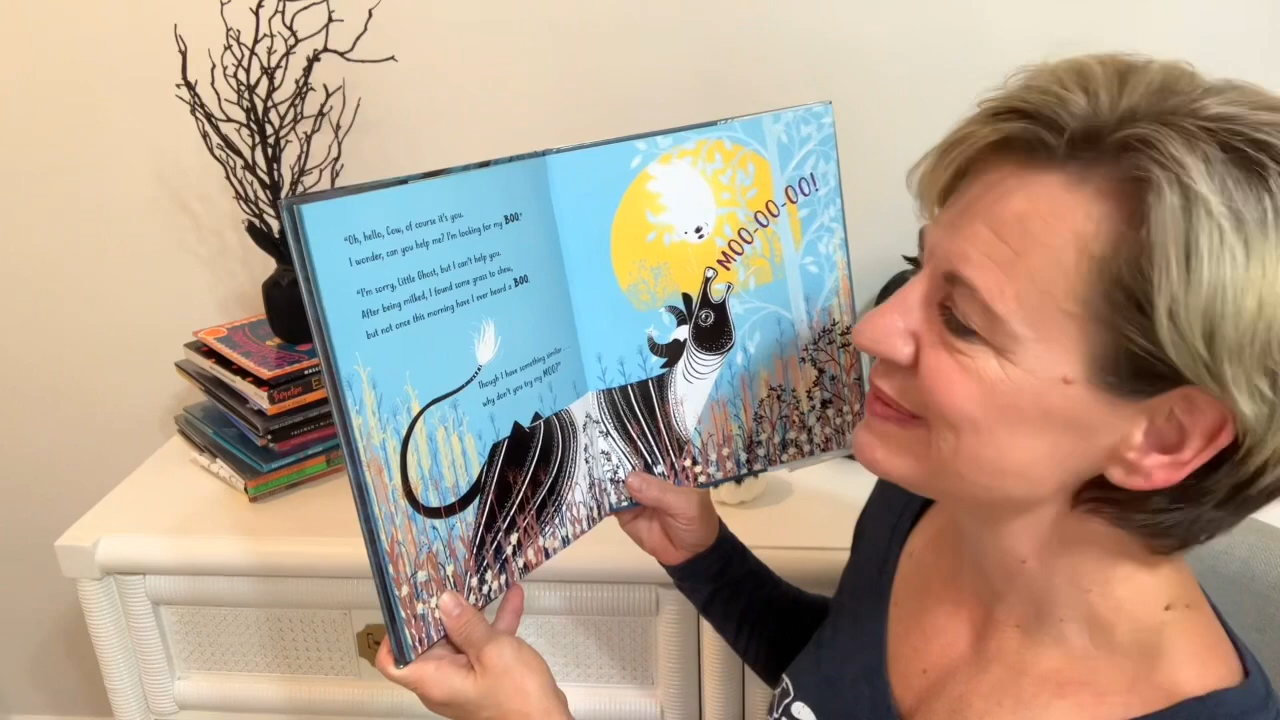 "Oh, hello, Cow, of course it's you.
I wonder, can you help me? I'm looking for my BOO."
"I'm sorry, Little Ghost, but I can't help you.
After being milked, I found some grass to chew,
but not once this morning have I ever heard a BOO.
Though I have something similar . . .
why don't you try my MOO?"
MOO-OO-OO!